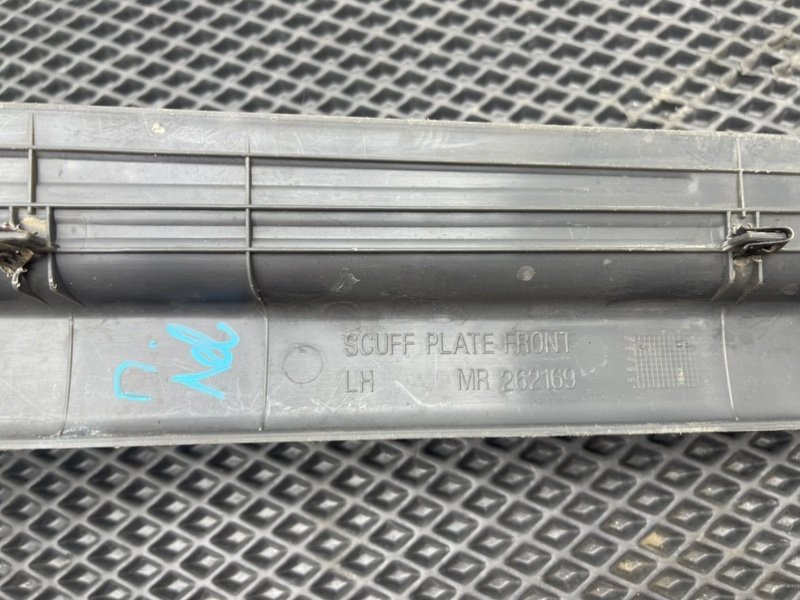 SCUFF PLATE FRONT
LH MR 262169